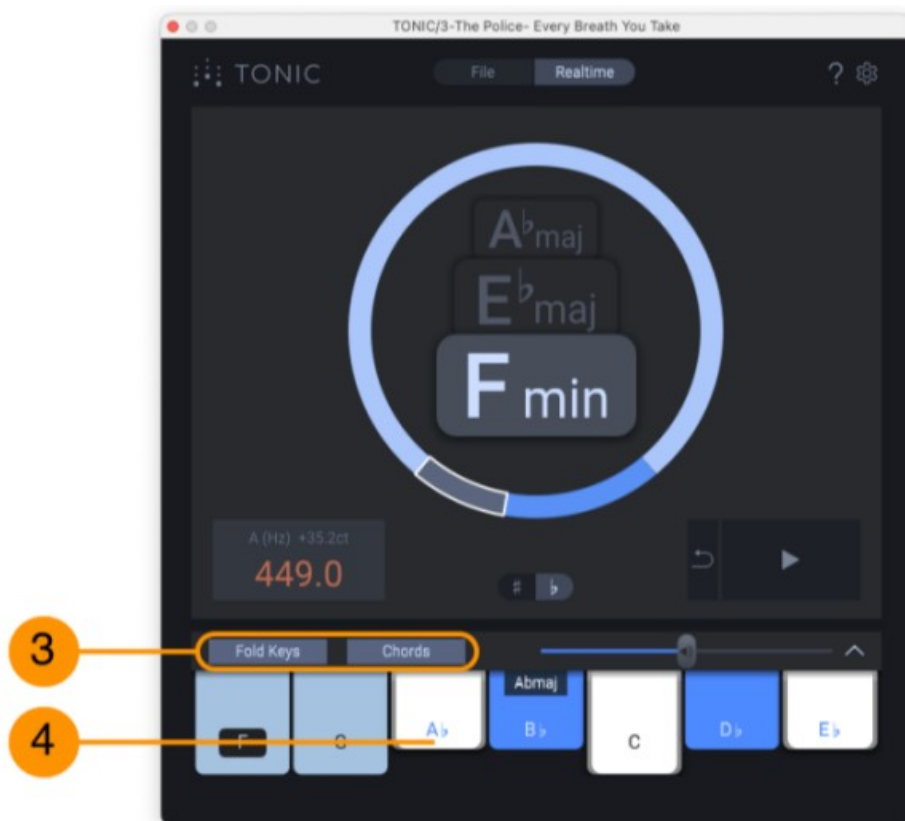 TONIC/3-The Police- Every Breath You Take
TONIC
File Realtime
?
A♭maj
E♭maj
F min
A (Hz) +35.2ct
449.0
♯ ♭
3
Fold Keys Chords
Abmaj
4
F A♭ B♭ C D♭ E♭